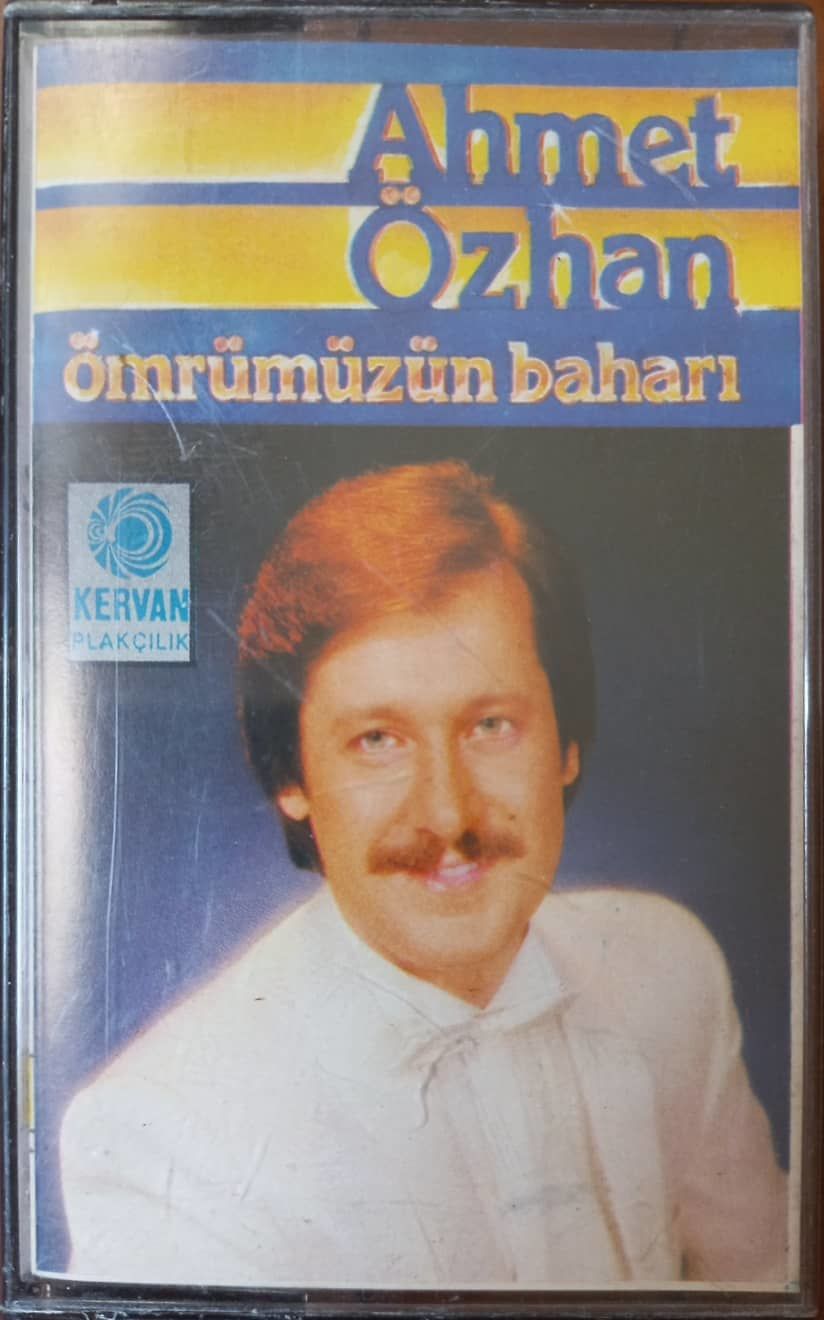 Ahmet
Özhan
ömrümüzün baharı
KERVAN
PLAKÇILIK